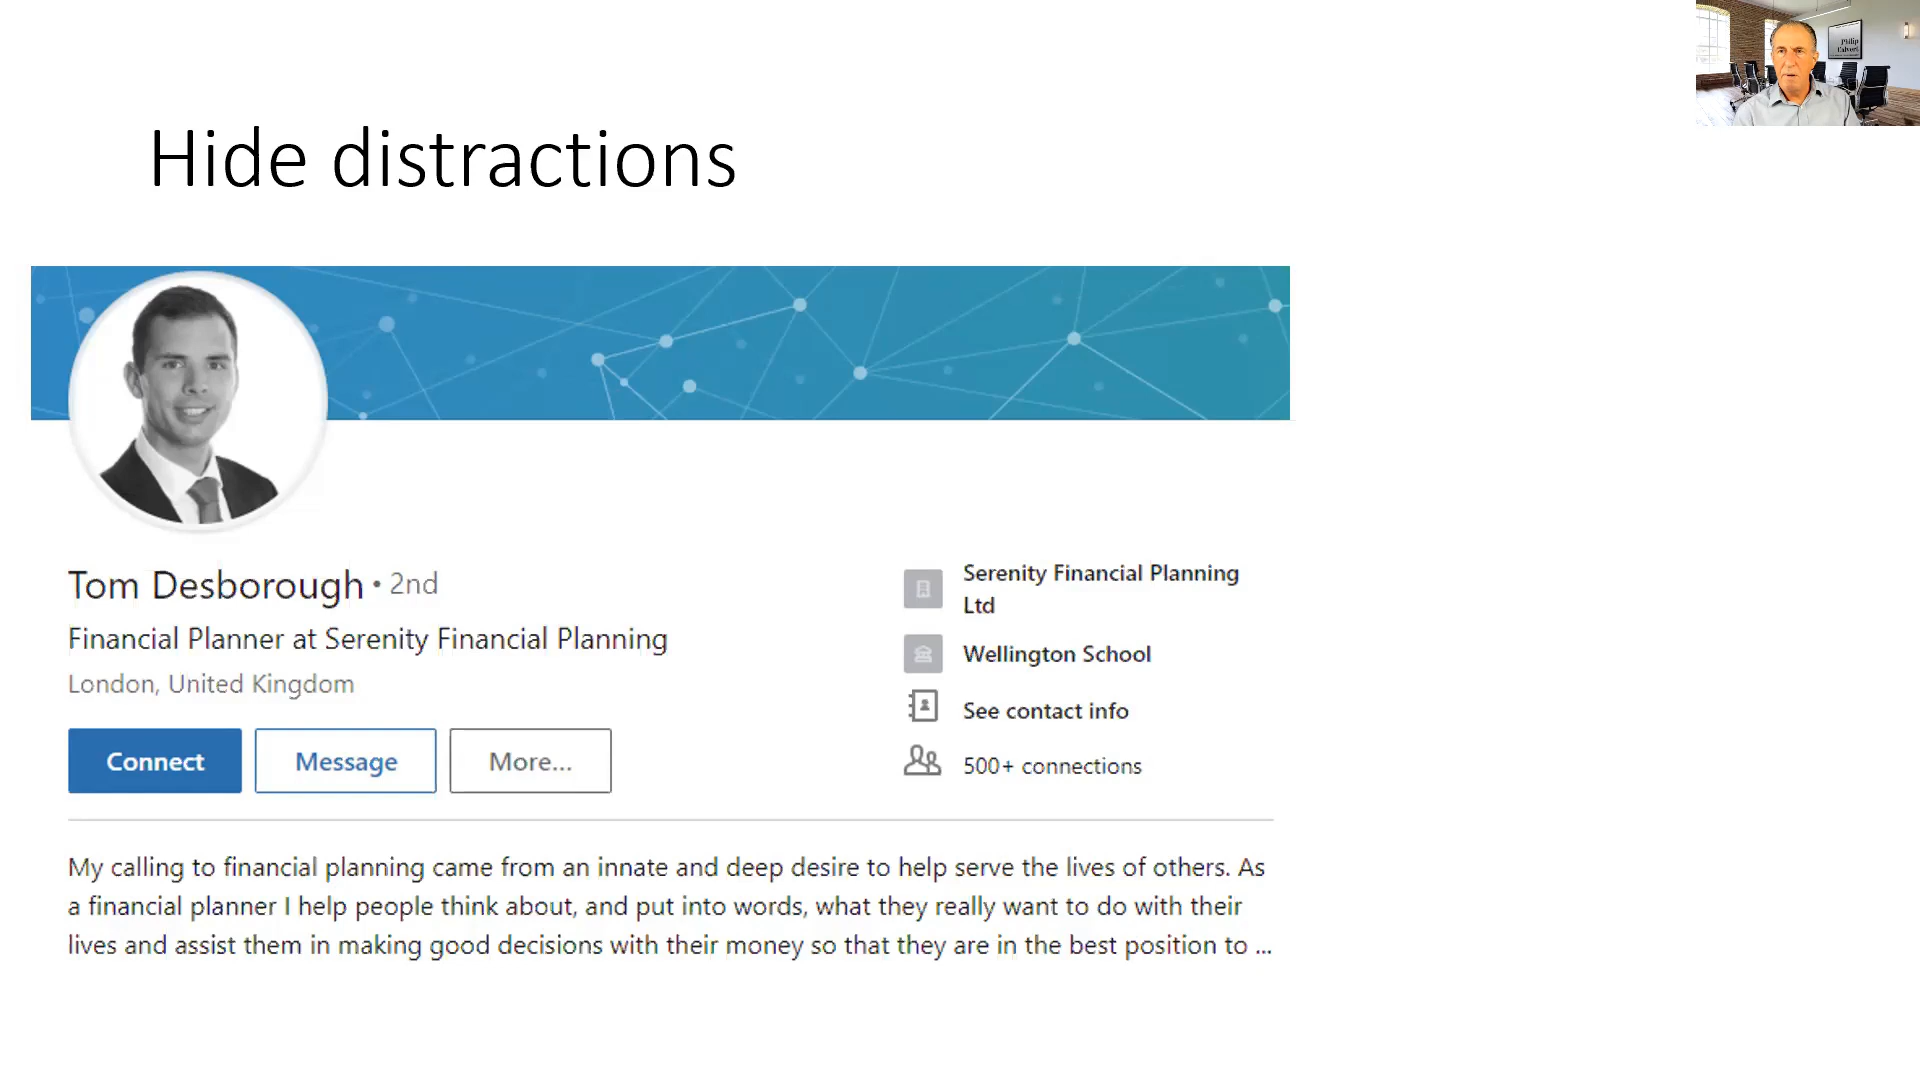 Hide distractions
Philip
Calvert
Tom Desborough • 2nd
Financial Planner at Serenity Financial Planning
London, United Kingdom
Connect
Message
More...
Serenity Financial Planning
Ltd
Wellington School
See contact info
500+ connections
My calling to financial planning came from an innate and deep desire to help serve the lives of others. As
a financial planner I help people think about, and put into words, what they really want to do with their
lives and assist them in making good decisions with their money so that they are in the best position to ...